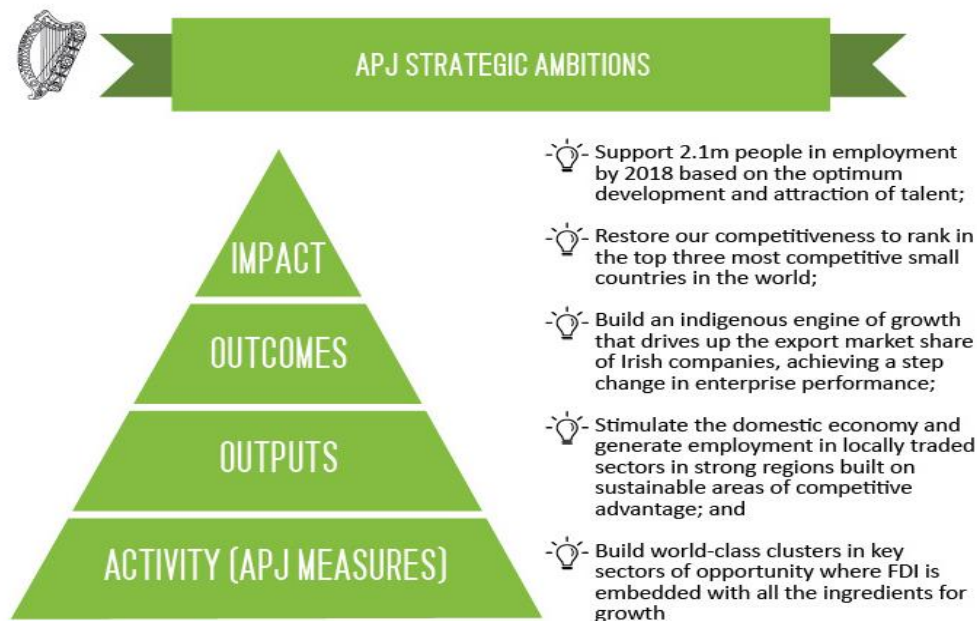 APJ STRATEGIC AMBITIONS
IMPACT
OUTCOMES
OUTPUTS
ACTIVITY (APJ MEASURES)
Support 2.1m people in employment
by 2018 based on the optimum
development and attraction of talent;
Restore our competitiveness to rank in
the top three most competitive small
countries in the world;
Build an indigenous engine of growth
that drives up the export market share
of Irish companies, achieving a step
change in enterprise performance;
Stimulate the domestic economy and
generate employment in locally traded
sectors in strong regions built on
sustainable areas of competitive
advantage; and
Build world-class clusters in key
sectors of opportunity where FDI is
embedded with all the ingredients for
growth